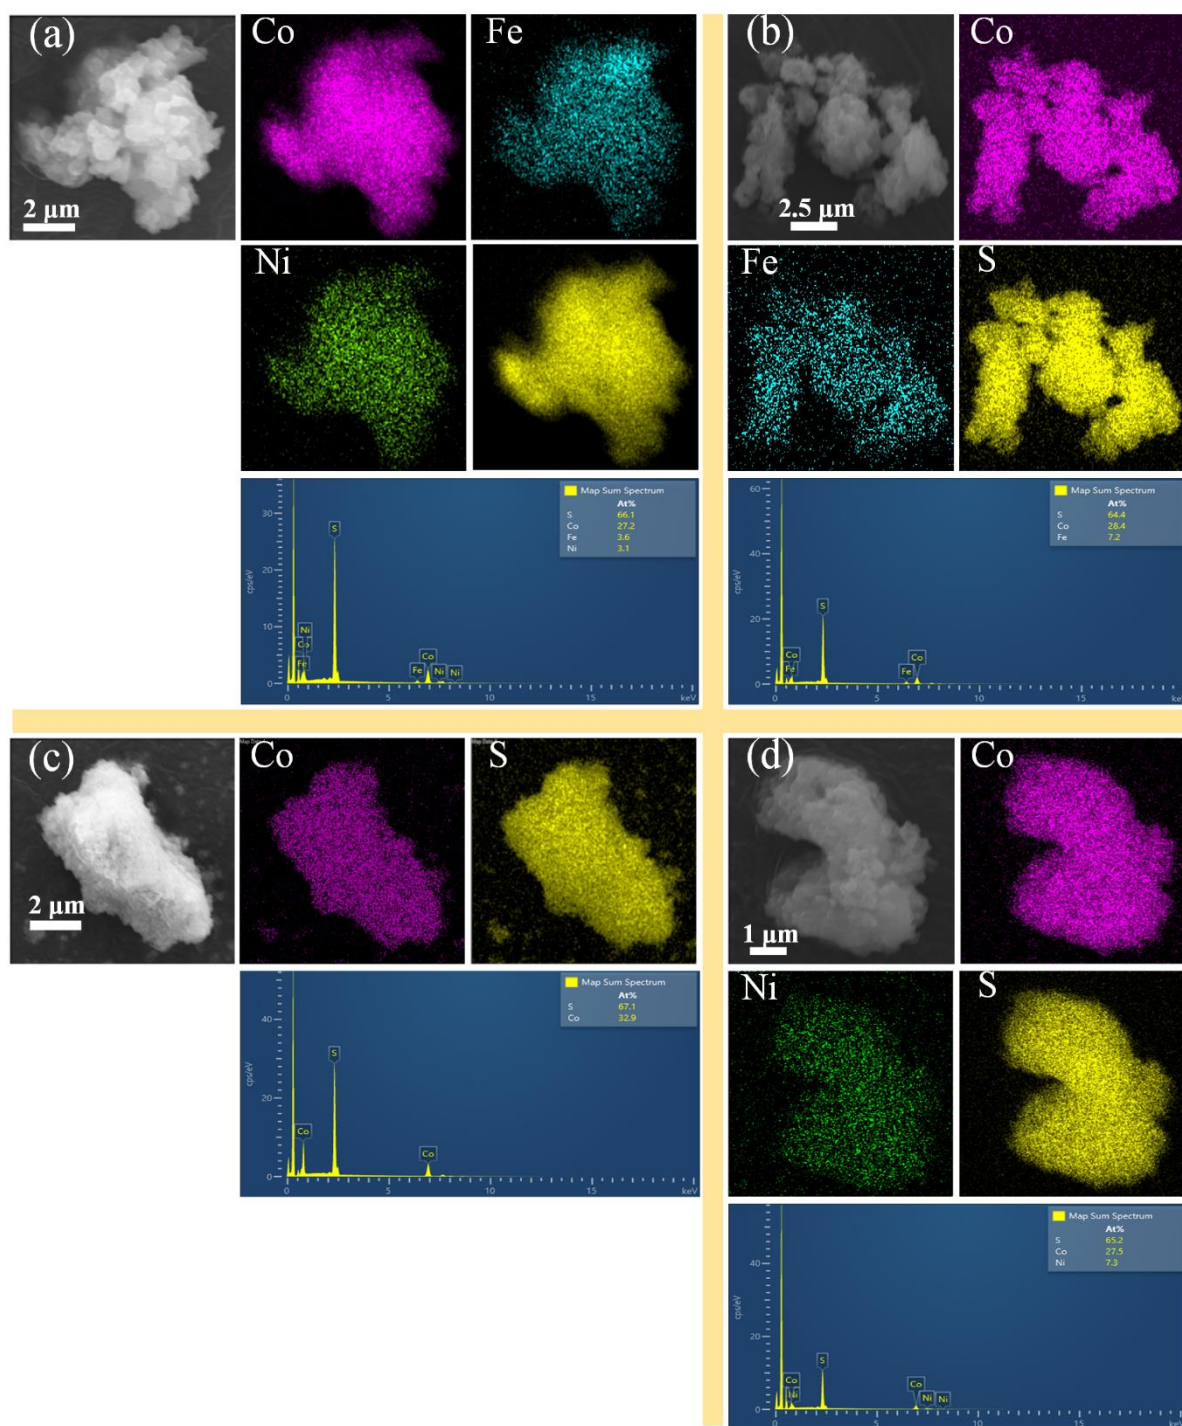 (a)
Co
Fe
2 μm
Ni
Map Sum Spectrum
At%
S 66.1
Co 27.2
Fe 3.6
Ni 3.1
cps/eV
30
20
10
0
S
Ni
Co
Fe
Fe
Co
Ni
Ni
0 5 10 15 keV
(b)
Co
2.5 μm
Fe
S
Map Sum Spectrum
At%
S 64.4
Co 28.4
Fe 7.2
cps/eV
60
40
20
0
S
Co
Fe
Fe
Co
0 5 10 15 keV
(c)
Co
S
2 μm
Map Sum Spectrum
At%
S 67.1
Co 32.9
cps/eV
40
20
0
S
Co
Co
0 5 10 15 keV
(d)
Co
1 μm
Ni
S
Map Sum Spectrum
At%
S 65.2
Co 27.5
Ni 7.3
cps/eV
40
20
0
S
Co
Ni
Co
Ni
Ni
0 5 10 15 keV